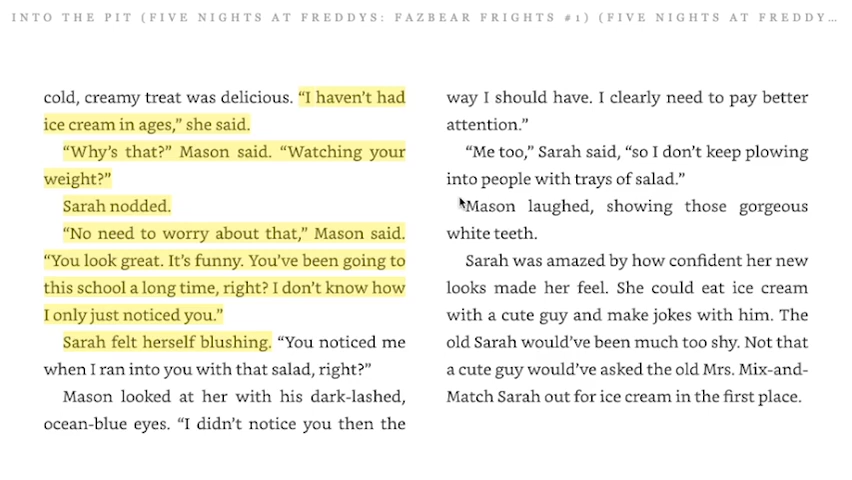 INTO THE PIT (FIVE NIGHTS AT FREDDYS: FAZBEAR FRIGHTS #1) (FIVE NIGHTS AT FREDDY...
cold, creamy treat was delicious. “I haven’t had
ice cream in ages,” she said.
“Why’s that?” Mason said. “Watching your
weight?”
Sarah nodded.
“No need to worry about that,” Mason said.
“You look great. It’s funny. You’ve been going to
this school a long time, right? I don’t know how
I only just noticed you.”
Sarah felt herself blushing. “You noticed me
when I ran into you with that salad, right?”
Mason looked at her with his dark-lashed,
ocean-blue eyes. “I didn’t notice you then the
way I should have. I clearly need to pay better
attention.”
“Me too,” Sarah said, “so I don’t keep plowing
into people with trays of salad.”
Mason laughed, showing those gorgeous
white teeth.
Sarah was amazed by how confident her new
looks made her feel. She could eat ice cream
with a cute guy and make jokes with him. The
old Sarah would’ve been much too shy. Not that
a cute guy would’ve asked the old Mrs. Mix-and-
Match Sarah out for ice cream in the first place.